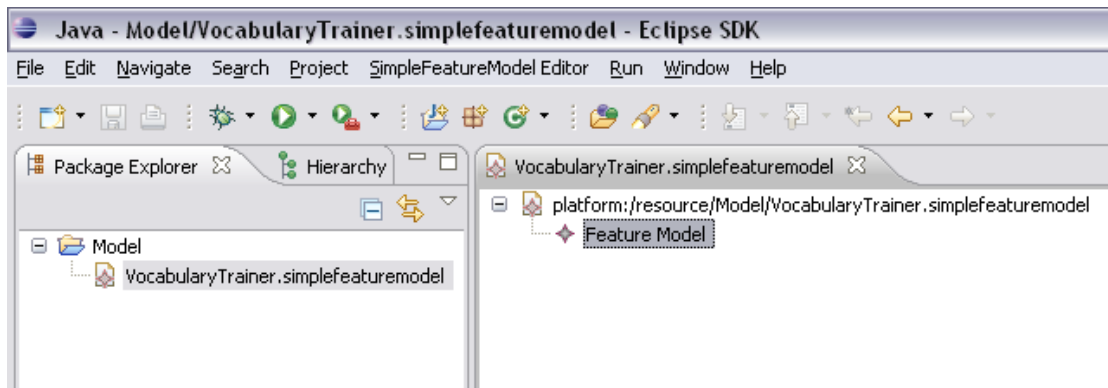 Java - Model/VocabularyTrainer.simplefeaturemodel - Eclipse SDK
File Edit Navigate Search Project SimpleFeatureModel Editor Run Window Help
Package Explorer Hierarchy
VocabularyTrainer.simplefeaturemodel
Model
VocabularyTrainer.simplefeaturemodel
platform:/resource/Model/VocabularyTrainer.simplefeaturemodel
Feature Model